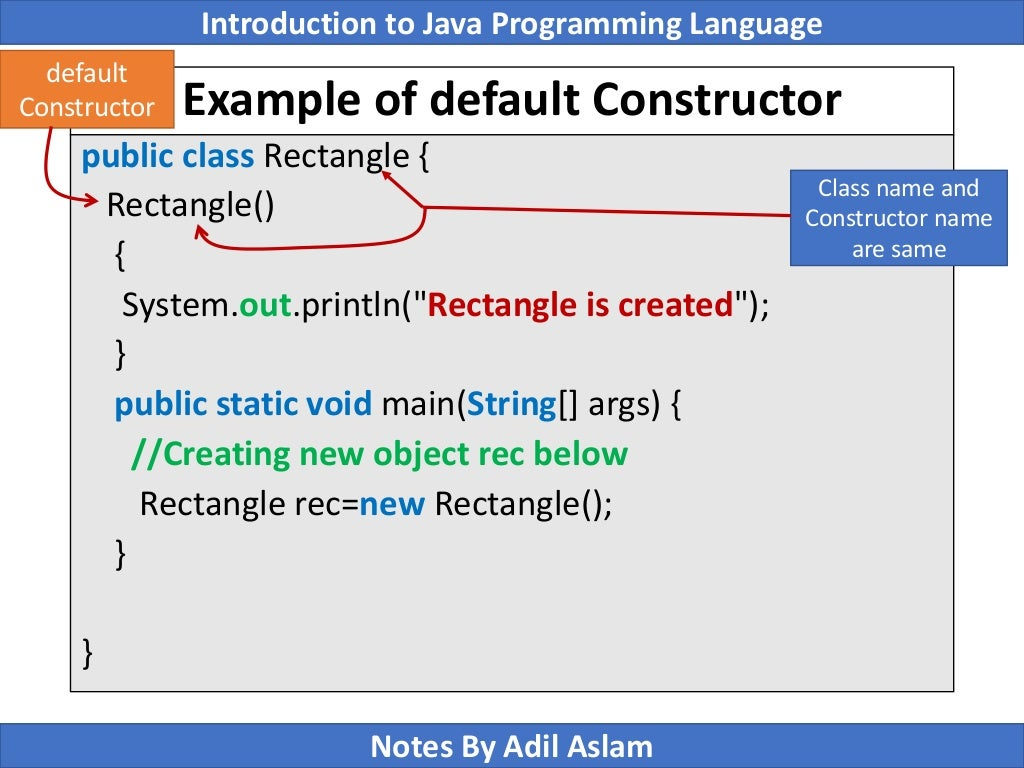 Introduction to Java Programming Language
default
Constructor
Example of default Constructor
public class Rectangle {
Rectangle()
{
System.out.println("Rectangle is created");
}
public static void main(String[] args) {
//Creating new object rec below
Rectangle rec=new Rectangle();
}
}
Class name and
Constructor name
are same
Notes By Adil Aslam